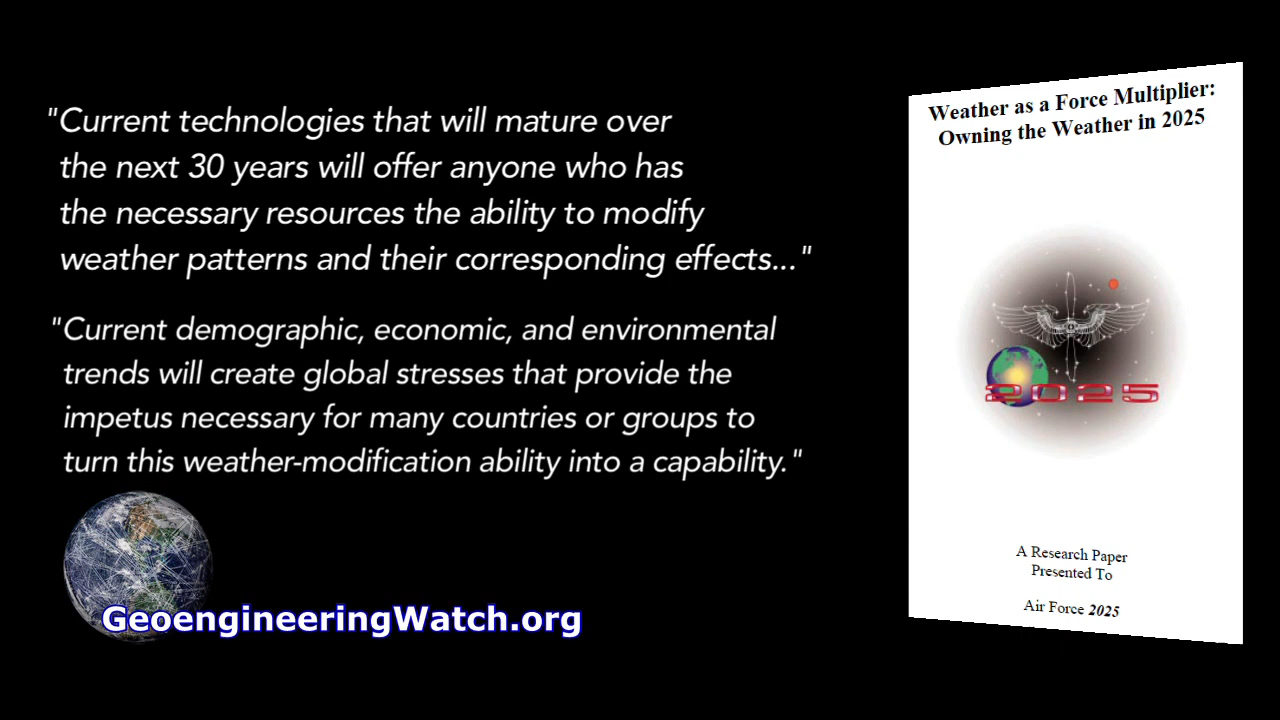 "Current technologies that will mature over
the next 30 years will offer anyone who has
the necessary resources the ability to modify
weather patterns and their corresponding effects..."
"Current demographic, economic, and environmental
trends will create global stresses that provide the
impetus necessary for many countries or groups to
turn this weather-modification ability into a capability."
GeoengineeringWatch.org
Weather as a Force Multiplier:
Owning the Weather in 2025
2025
A Research Paper
Presented To
Air Force 2025